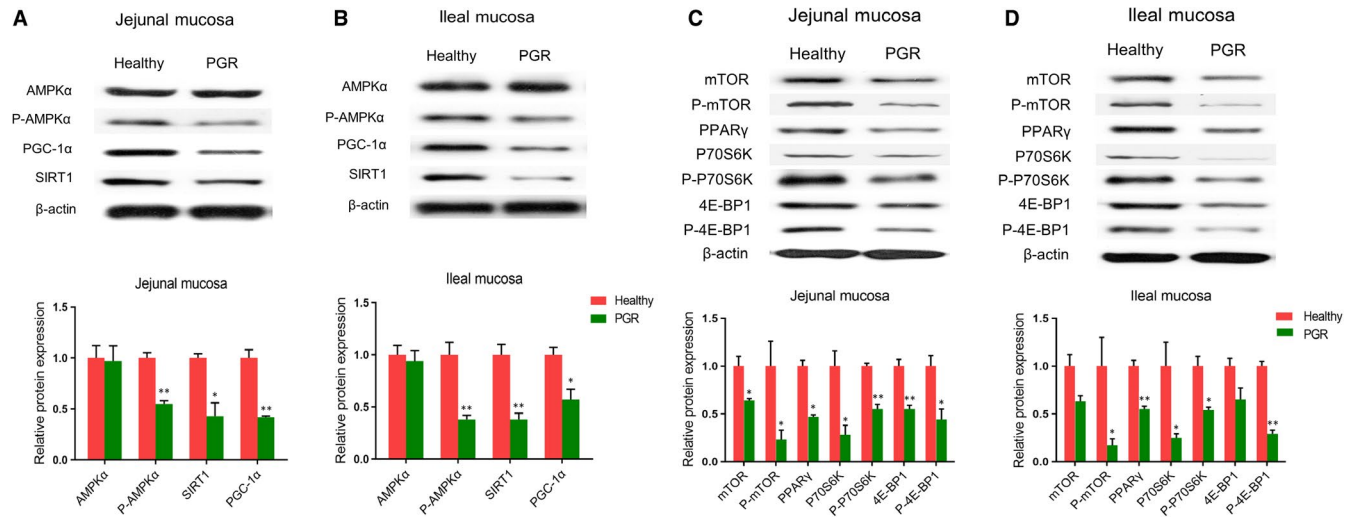 A
Jejunal mucosa
Healthy PGR
AMPKα
P-AMPKα
PGC-1α
SIRT1
β-actin
Jejunal mucosa
Relative protein expression
1.5
1.0
0.5
0.0
AMPKα
P-AMPKα
SIRT1
PGC-1α
** * **
B
Ileal mucosa
Healthy PGR
AMPKα
P-AMPKα
PGC-1α
SIRT1
β-actin
Ileal mucosa
Healthy
PGR
Relative protein expression
1.5
1.0
0.5
0.0
AMPKα
P-AMPKα
SIRT1
PGC-1α
** ** *
C
Jejunal mucosa
Healthy PGR
mTOR
P-mTOR
PPARγ
P70S6K
P-P70S6K
4E-BP1
P-4E-BP1
β-actin
Jejunal mucosa
Relative protein expression
1.5
1.0
0.5
0.0
mTOR
P-mTOR
PPARγ
P70S6K
P-P70S6K
4E-BP1
P-4E-BP1
* * * * ** ** *
D
Ileal mucosa
Healthy PGR
mTOR
P-mTOR
PPARγ
P70S6K
P-P70S6K
4E-BP1
P-4E-BP1
β-actin
Ileal mucosa
Healthy
PGR
Relative protein expression
1.5
1.0
0.5
0.0
mTOR
P-mTOR
PPARγ
P70S6K
P-P70S6K
4E-BP1
P-4E-BP1
* ** * * **